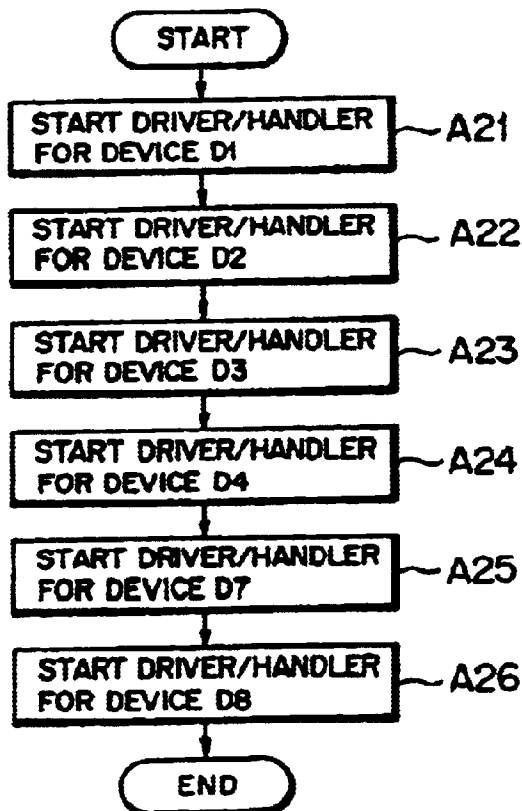 START
START DRIVER/HANDLER
FOR DEVICE D1
A21
START DRIVER/HANDLER
FOR DEVICE D2
A22
START DRIVER/HANDLER
FOR DEVICE D3
A23
START DRIVER/HANDLER
FOR DEVICE D4
A24
START DRIVER/HANDLER
FOR DEVICE D7
A25
START DRIVER/HANDLER
FOR DEVICE D8
A26
END